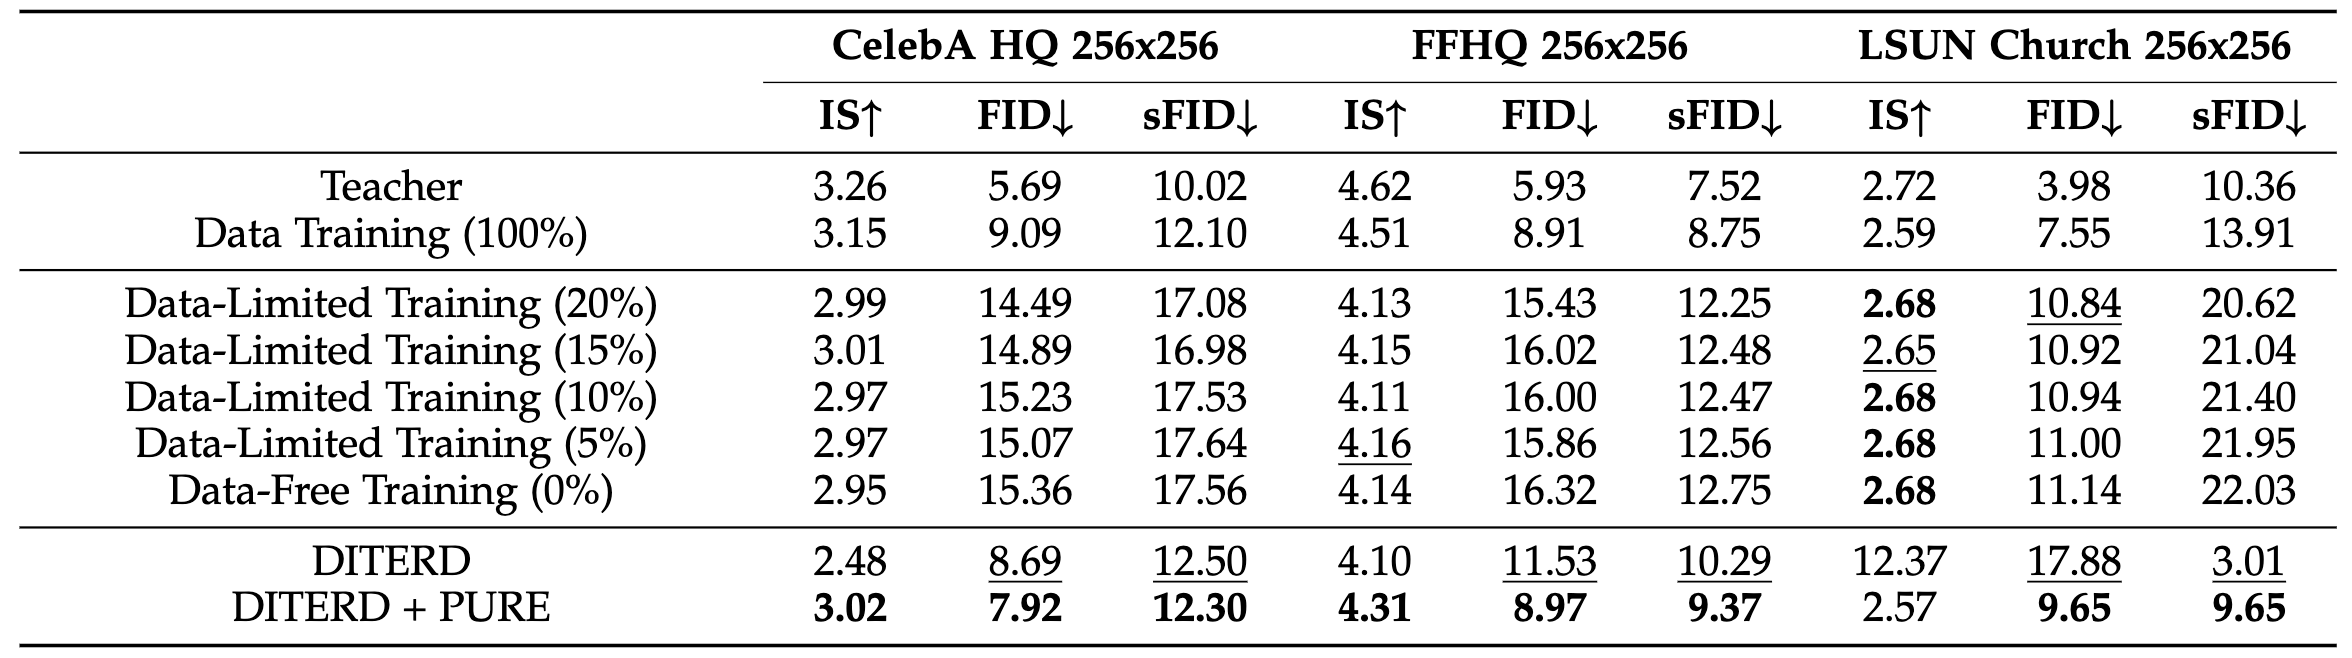 CelebA HQ 256x256 FFHQ 256x256 LSUN Church 256x256
IS↑ FID↓ sFID↓ IS↑ FID↓ sFID↓ IS↑ FID↓ sFID↓
Teacher 3.26 5.69 10.02 4.62 5.93 7.52 2.72 3.98 10.36
Data Training (100%) 3.15 9.09 12.10 4.51 8.91 8.75 2.59 7.55 13.91
Data-Limited Training (20%) 2.99 14.49 17.08 4.13 15.43 12.25 2.68 10.84 20.62
Data-Limited Training (15%) 3.01 14.89 16.98 4.15 16.02 12.48 2.65 10.92 21.04
Data-Limited Training (10%) 2.97 15.23 17.53 4.11 16.00 12.47 2.68 10.94 21.40
Data-Limited Training (5%) 2.97 15.07 17.64 4.16 15.86 12.56 2.68 11.00 21.95
Data-Free Training (0%) 2.95 15.36 17.56 4.14 16.32 12.75 2.68 11.14 22.03
DITERD 2.48 8.69 12.50 4.10 11.53 10.29 12.37 17.88 3.01
DITERD + PURE 3.02 7.92 12.30 4.31 8.97 9.37 2.57 9.65 9.65